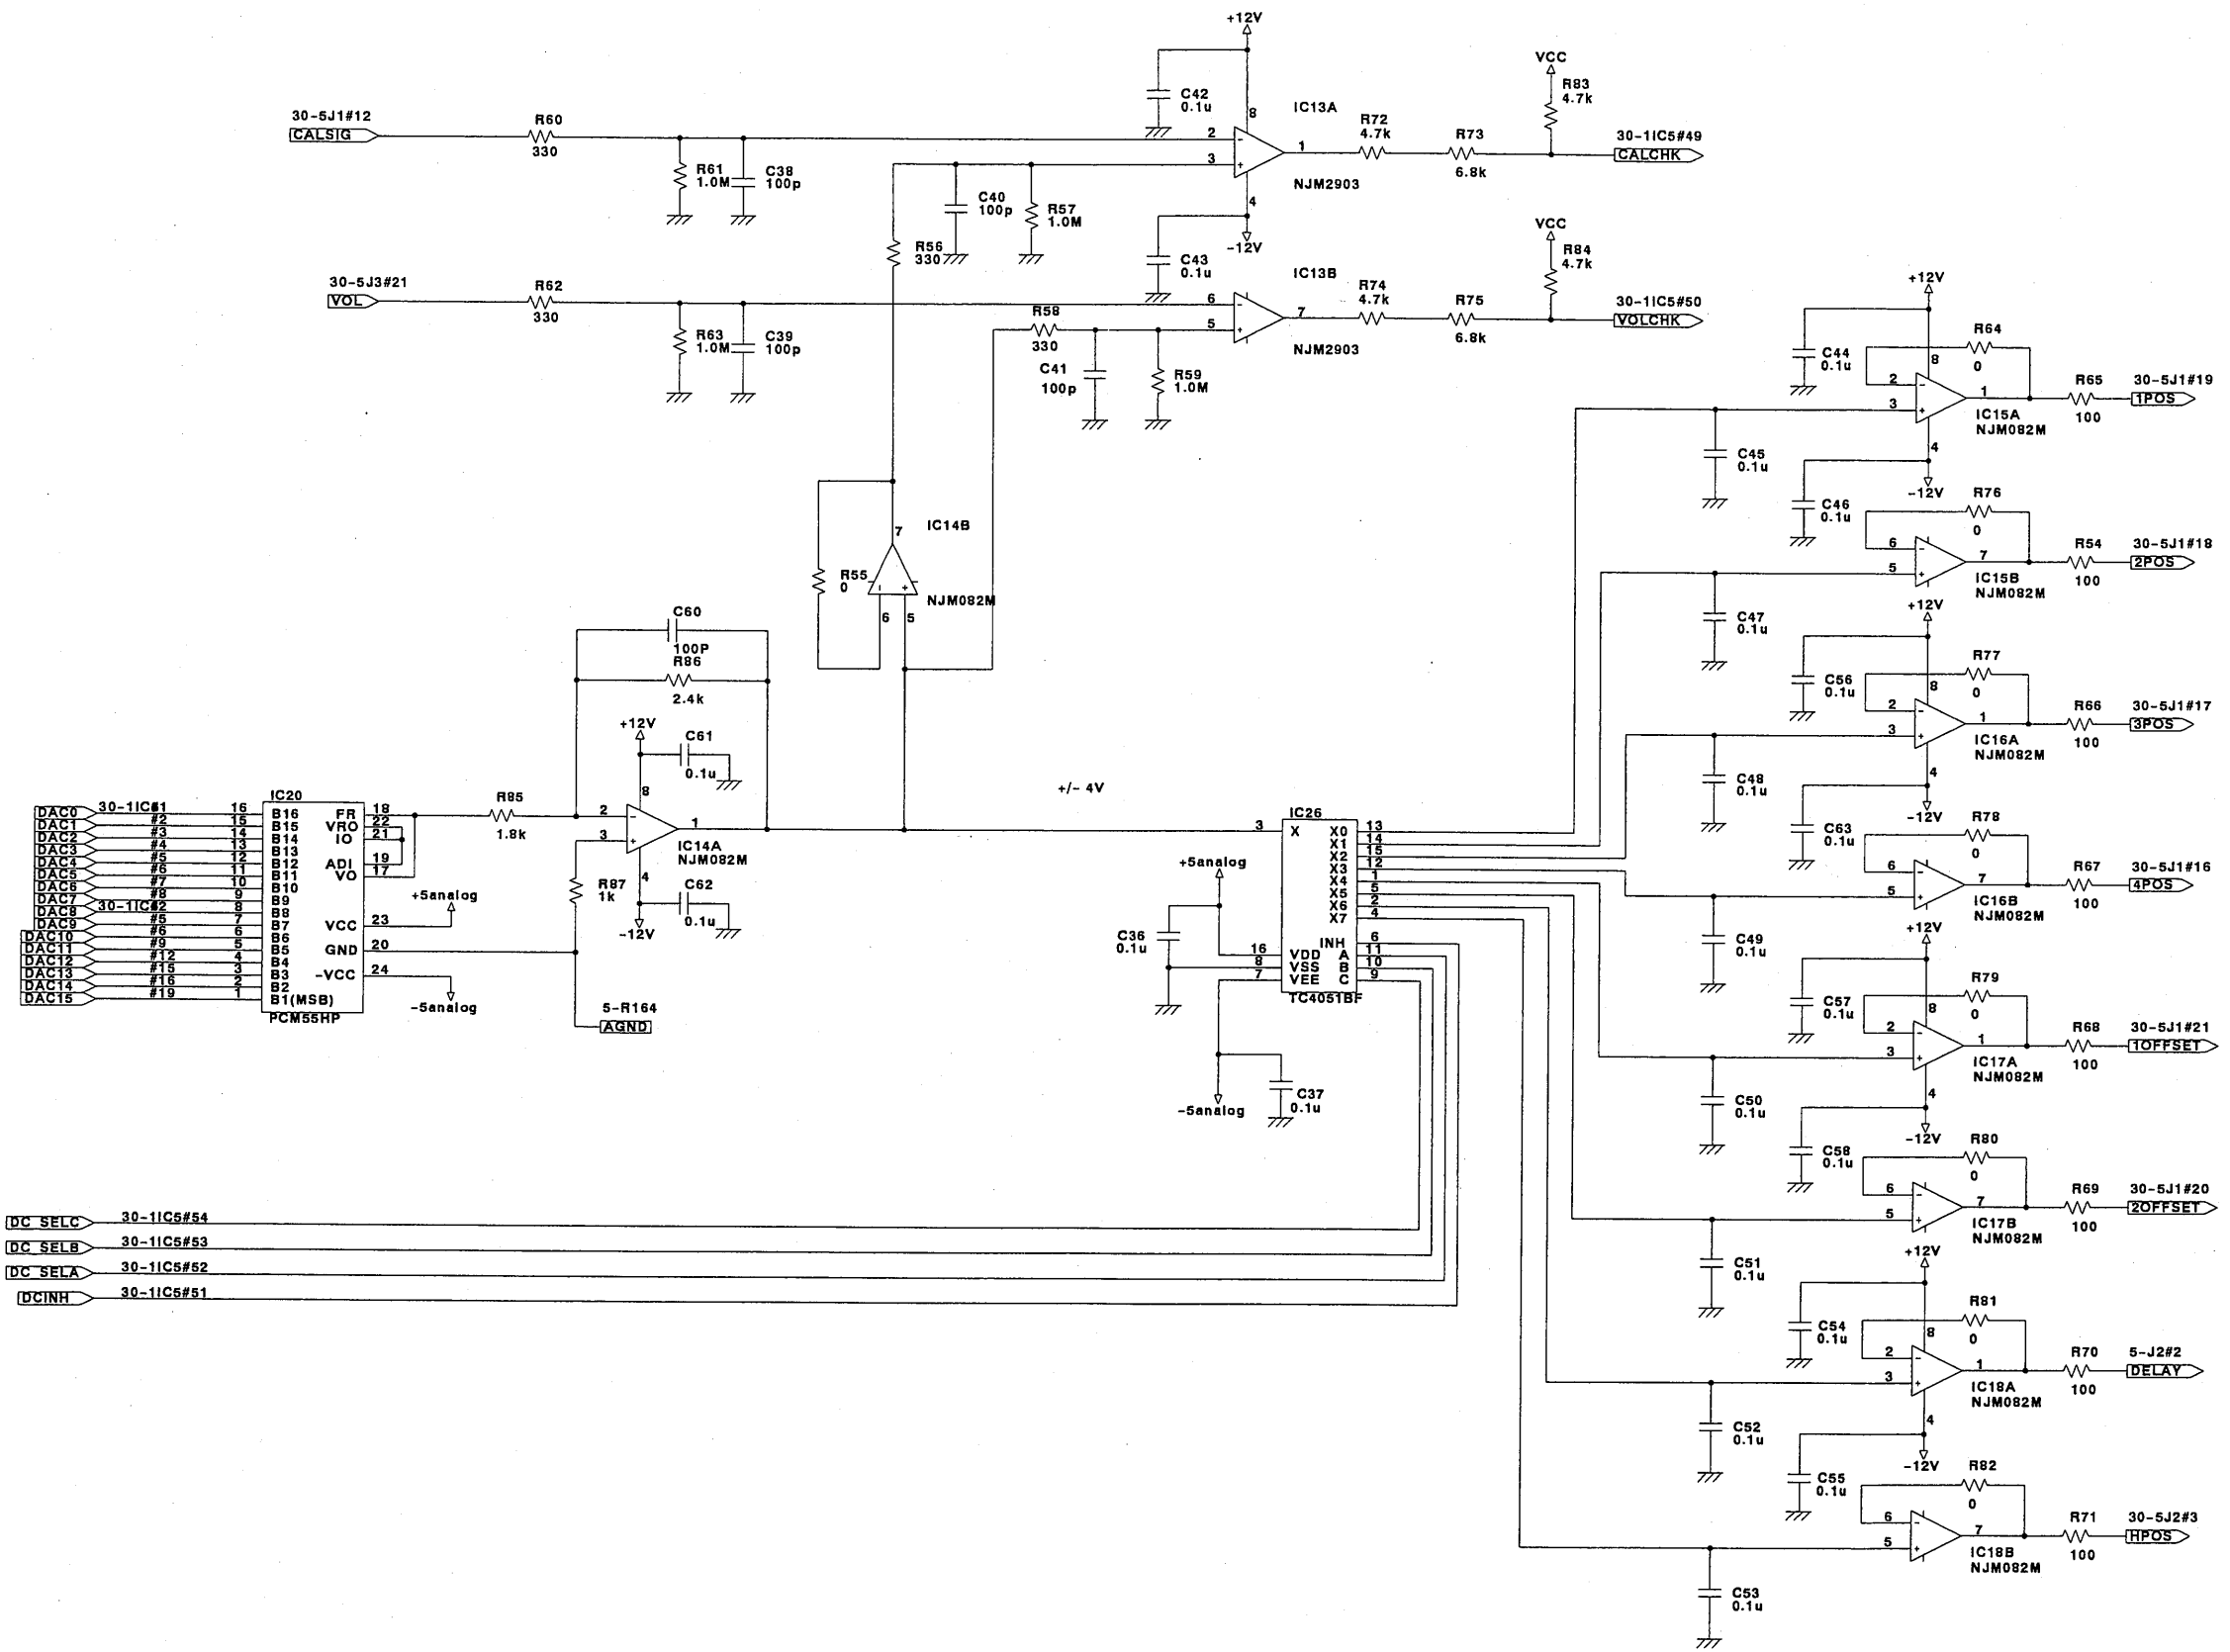 +12V
C42
0.1u
8
IC13A
VCC
R83
4.7k
30-5J1#12
CALSIG
R60
330
2
3
1
R72
4.7k
R73
6.8k
30-1IC5#49
CALCHK
R61
1.0M
C38
100p
NJM2903
C40
100p
R57
1.0M
4
-12V
R56
330
C43
0.1u
VCC
R84
4.7k
30-5J3#21
VOL
R62
330
IC13B
6
5
7
R74
4.7k
R75
6.8k
30-1IC5#50
VOLCHK
R58
330
R63
1.0M
C39
100p
NJM2903
C41
100p
R59
1.0M
+12V
C44
0.1u
8
R64
0
2
3
1
R65
100
30-5J1#19
1POS
IC15A
NJM082M
C45
0.1u
4
-12V
C46
0.1u
R76
0
6
5
7
R54
100
30-5J1#18
2POS
IC15B
NJM082M
7
IC14B
R55
0
NJM082M
6
5
C47
0.1u
+12V
C56
0.1u
8
R77
0
2
3
1
R66
100
30-5J1#17
3POS
IC16A
NJM082M
C60
100P
R86
2.4k
+12V
C61
0.1u
8
C48
0.1u
4
-12V
C63
0.1u
R78
0
6
5
7
R67
100
30-5J1#16
4POS
IC16B
NJM082M
+/- 4V
R85
1.8k
2
3
1
IC14A
NJM082M
R87
1k
4
C62
0.1u
-12V
IC20
DAC0 30-1IC#1 16 B16 FR 18
DAC1 #2 15 B15 VRO 22
DAC2 #3 14 B14 IO 21
DAC3 #4 13 B13
DAC4 #5 12 B12 ADI 19
DAC5 #6 11 B11 VO 17
DAC6 #7 10 B10
DAC7 #8 9 B9
DAC8 30-1IC#2 8 B8
DAC9 #5 7 B7 VCC 23
DAC10 #6 6 B6
DAC11 #9 5 B5 GND 20
DAC12 #12 4 B4
DAC13 #15 3 B3 -VCC 24
DAC14 #16 2 B2
DAC15 #19 1 B1(MSB)
PCM55HP
+5analog
-5analog
5-R164
AGND
IC26
3 X X0 13
X1 14
X2 15
X3 12
X4 1
X5 5
X6 2
X7 4
INH 6
16 VDD A 11
8 VSS B 10
7 VEE C 9
TC4051BF
+5analog
C36
0.1u
-5analog
C37
0.1u
C49
0.1u
+12V
C57
0.1u
8
R79
0
2
3
1
R68
100
30-5J1#21
1OFFSET
IC17A
NJM082M
C50
0.1u
4
-12V
C58
0.1u
R80
0
6
5
7
R69
100
30-5J1#20
2OFFSET
IC17B
NJM082M
DC SELC 30-1IC5#54
DC SELB 30-1IC5#53
DC SELA 30-1IC5#52
DCINH 30-1IC5#51
C51
0.1u
+12V
C54
0.1u
8
R81
0
2
3
1
R70
100
5-J2#2
DELAY
IC18A
NJM082M
C52
0.1u
4
-12V
C55
0.1u
R82
0
6
5
7
R71
100
30-5J2#3
HPOS
IC18B
NJM082M
C53
0.1u